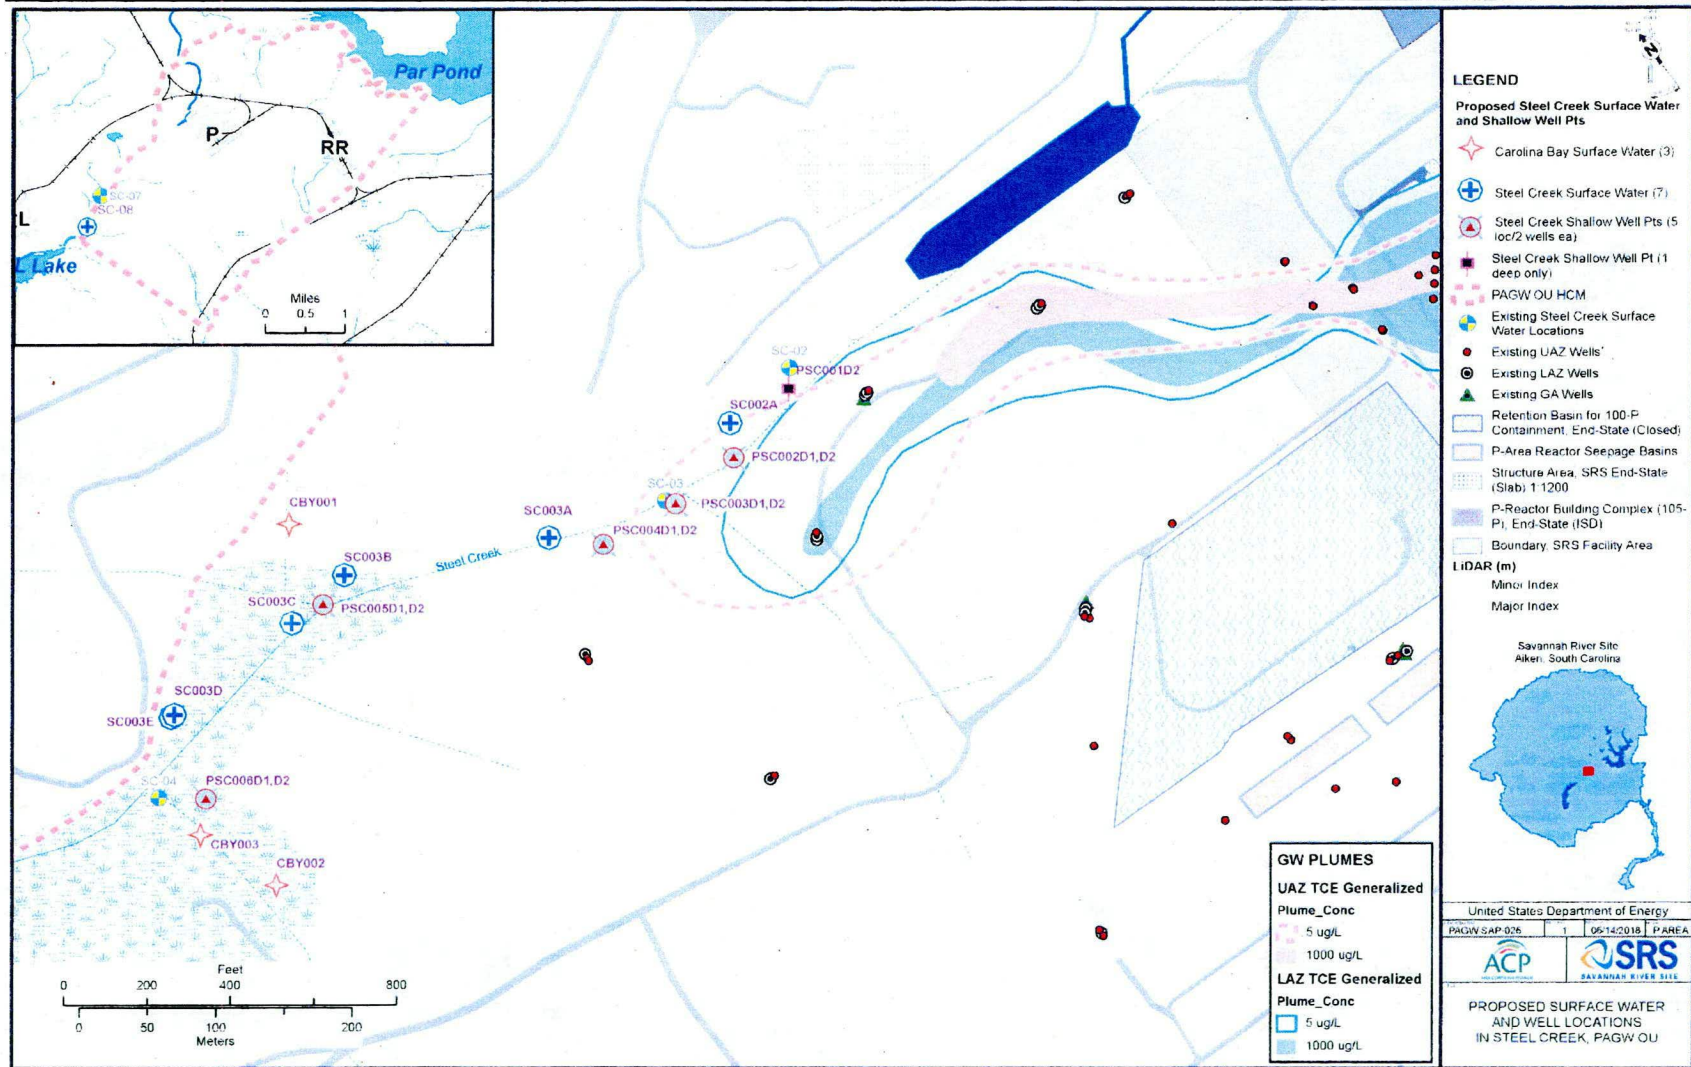 Par Pond
P
RR
SC-07
SC-08
L
L Lake
Miles
0 0.5 1
SC-02
PSC001D2
SC002A
PSC002D1,D2
SC-03
PSC003D1,D2
CBY001
SC003A
PSC004D1,D2
Steel Creek
SC003B
SC003C
PSC005D1,D2
SC003D
SC003E
SC-04
PSC006D1,D2
CBY003
CBY002
Feet
0 200 400 800
0 50 100 200
Meters
GW PLUMES
UAZ TCE Generalized
Plume_Conc
5 ug/L
1000 ug/L
LAZ TCE Generalized
Plume_Conc
5 ug/L
1000 ug/L
N
LEGEND
Proposed Steel Creek Surface Water
and Shallow Well Pts
Carolina Bay Surface Water (3)
Steel Creek Surface Water (7)
Steel Creek Shallow Well Pts (5
loc/2 wells ea)
Steel Creek Shallow Well Pt (1
deep only)
PAGW OU HCM
Existing Steel Creek Surface
Water Locations
Existing UAZ Wells
Existing LAZ Wells
Existing GA Wells
Retention Basin for 100-P
Containment, End-State (Closed)
P-Area Reactor Seepage Basins
Structure Area, SRS End-State
(Slab) 1:1200
P-Reactor Building Complex (105-
P), End-State (ISD)
Boundary, SRS Facility Area
LiDAR (m)
Minor Index
Major Index
Savannah River Site
Aiken, South Carolina
United States Department of Energy
PAGW SAP-026 1 06/14/2018 P AREA
ACP
SRS
SAVANNAH RIVER SITE
PROPOSED SURFACE WATER
AND WELL LOCATIONS
IN STEEL CREEK, PAGW OU